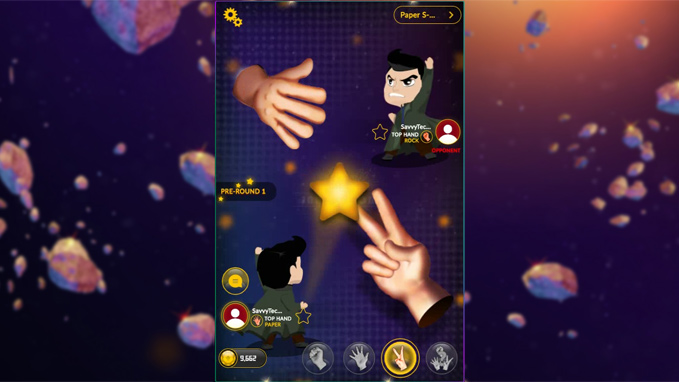 Paper S-...
SavvyTec...
TOP HAND
ROCK
OPPONENT
PRE-ROUND 1
SavvyTec...
TOP HAND
PAPER
9,662